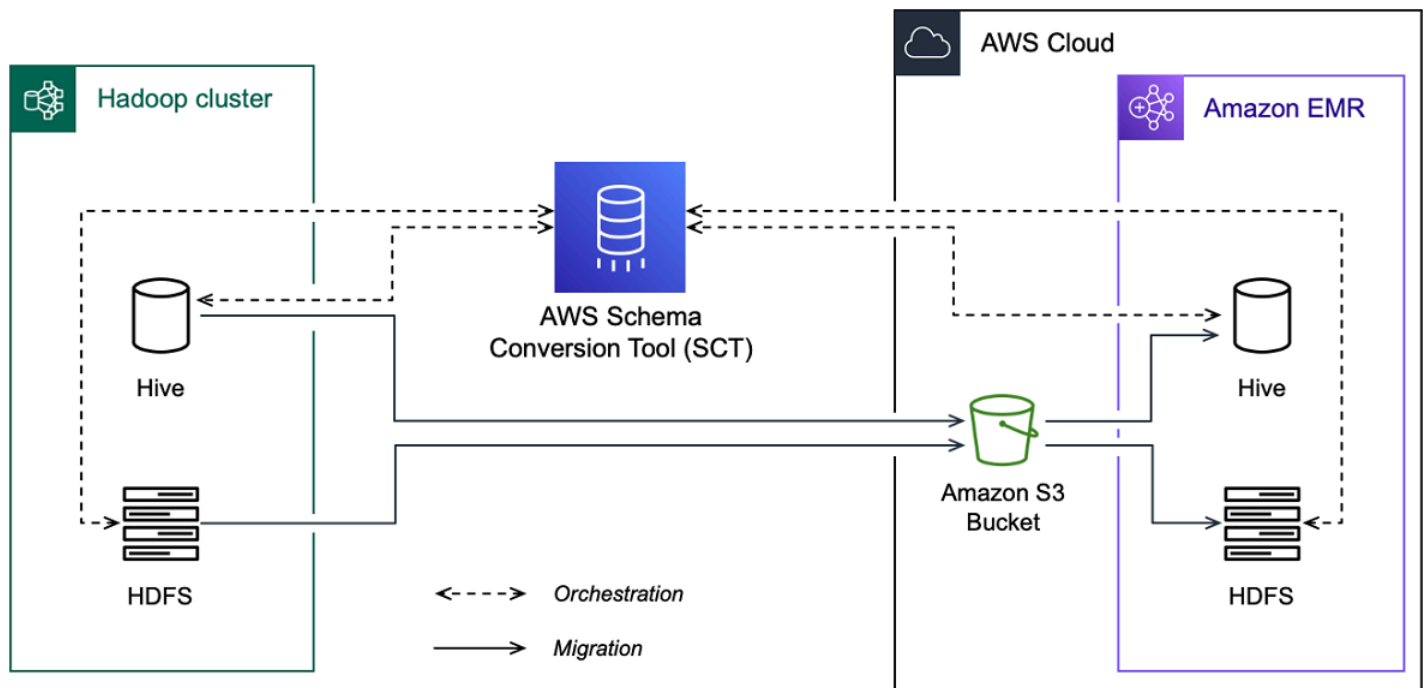 AWS Cloud
Hadoop cluster
Amazon EMR
AWS Schema
Conversion Tool (SCT)
Hive
Hive
Amazon S3
Bucket
HDFS
HDFS
Orchestration
Migration